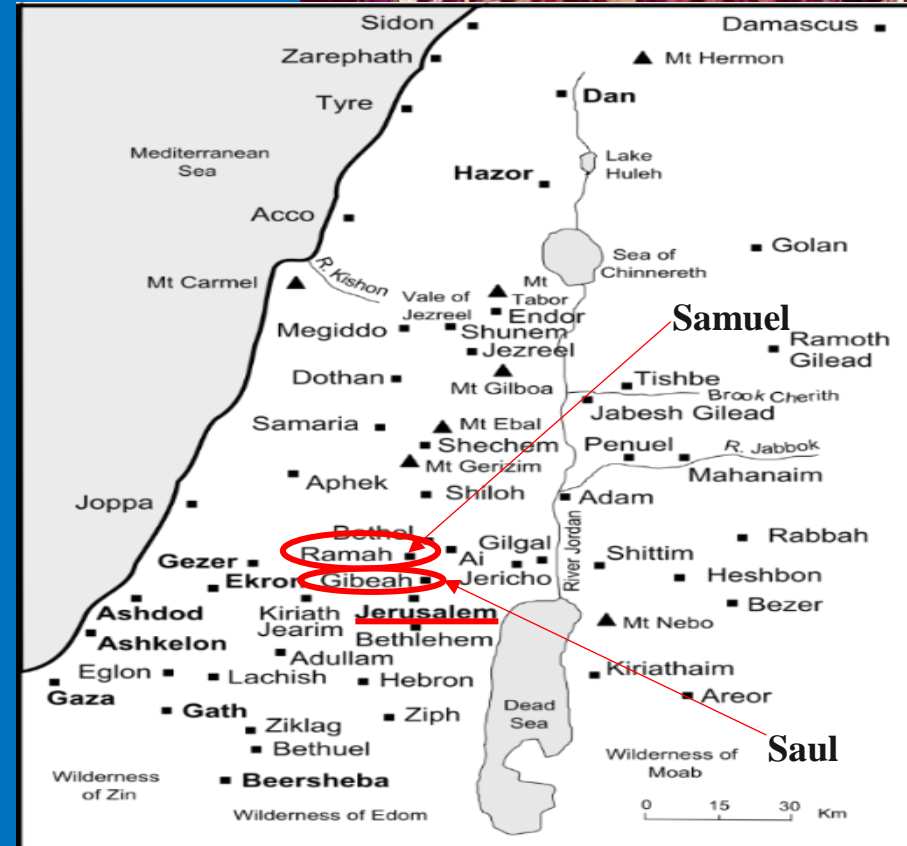 Sidon
Damascus
Zarephath
Mt Hermon
Dan
Tyre
Mediterranean
Sea
Lake
Huleh
Hazor
Acco
Golan
Sea of
Chinnereth
R. Kishon
Mt Carmel
Mt
Tabor
Vale of
Jezreel
Endor
Samuel
Megiddo
Shunem
Ramoth
Gilead
Jezreel
Dothan
Mt Gilboa
Tishbe
Brook Cherith
Jabesh Gilead
Samaria
Mt Ebal
Shechem
Penuel
R. Jabbok
Mt Gerizim
Mahanaim
Aphek
Shiloh
Adam
Joppa
River Jordan
Bethel
Rabbah
Ramah
Ai
Gilgal
Shittim
Gezer
Ekron
Gibeah
Jericho
Heshbon
Ashdod
Kiriath
Jearim
Jerusalem
Bezer
Mt Nebo
Ashkelon
Bethlehem
Adullam
Eglon
Lachish
Hebron
Kiriathaim
Gaza
Areor
Dead
Sea
Gath
Ziph
Ziklag
Saul
Bethuel
Wilderness of
Moab
Wilderness
of Zin
Beersheba
Wilderness of Edom
0 15 30 Km